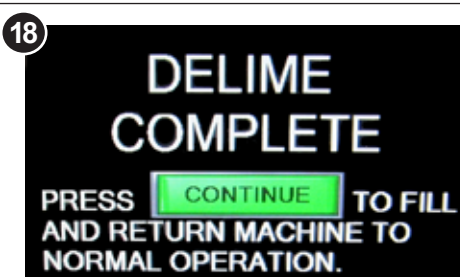 18
DELIME
COMPLETE
PRESS CONTINUE TO FILL
AND RETURN MACHINE TO
NORMAL OPERATION.